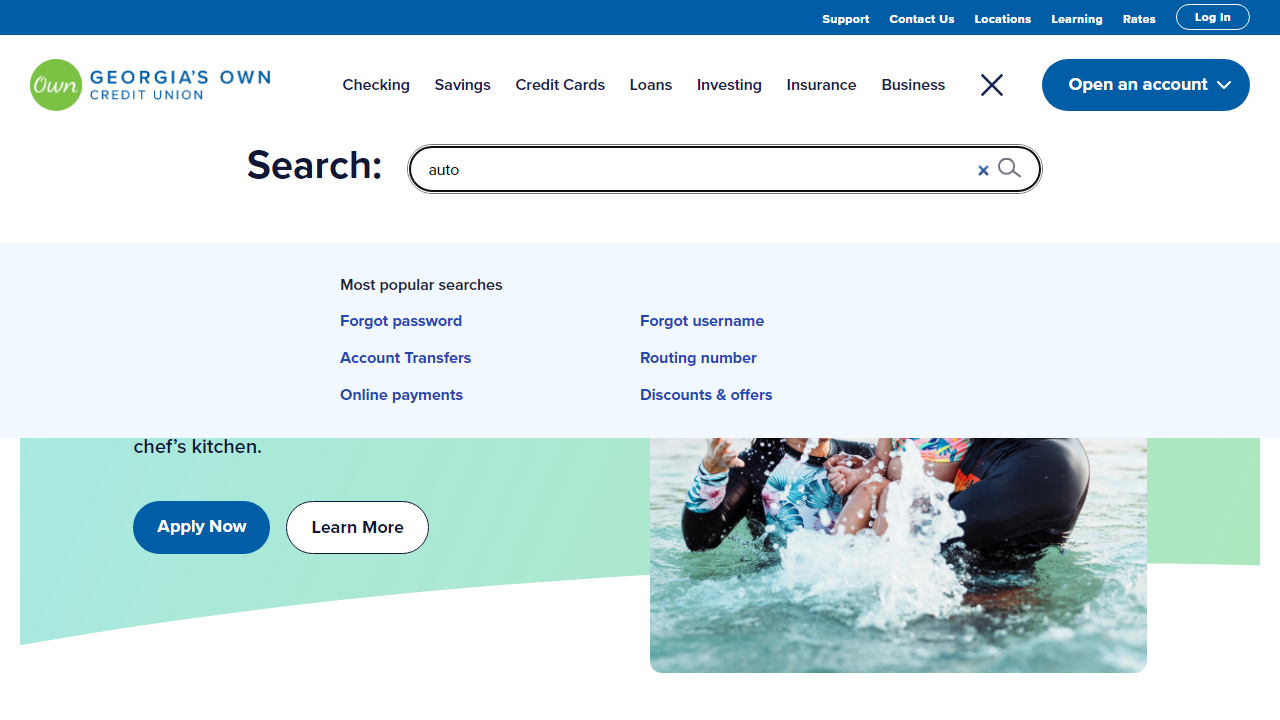 Support Contact Us Locations Learning Rates Log In
Own GEORGIA'S OWN
CREDIT UNION
Checking Savings Credit Cards Loans Investing Insurance Business
Open an account
Search:
auto
Most popular searches
Forgot password Forgot username
Account Transfers Routing number
Online payments Discounts & offers
chef's kitchen.
Apply Now Learn More